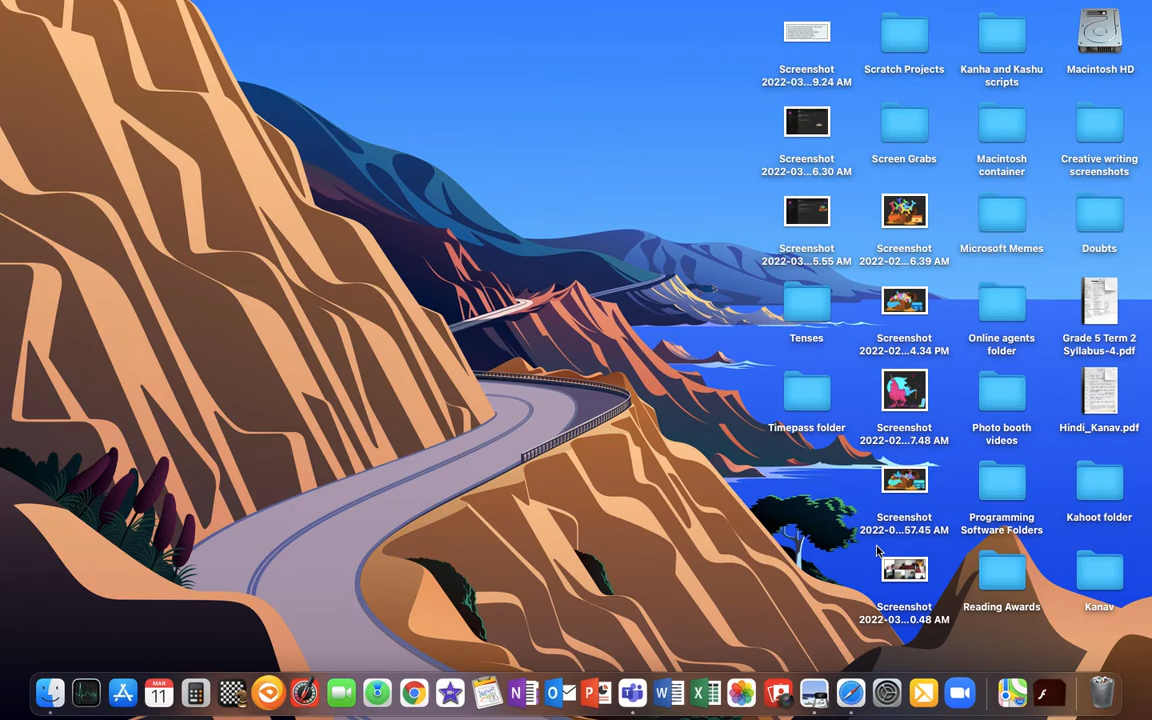 Screenshot
2022-03...9.24 AM
Scratch Projects
Kanha and Kashu
scripts
Macintosh HD
Screenshot
2022-03...6.30 AM
Screen Grabs
Macintosh
container
Creative writing
screenshots
Screenshot
2022-03...5.55 AM
Screenshot
2022-02...6.39 AM
Microsoft Memes
Doubts
Tenses
Screenshot
2022-02...4.34 PM
Online agents
folder
Grade 5 Term 2
Syllabus-4.pdf
Timepass folder
Screenshot
2022-02...7.48 AM
Photo booth
videos
Hindi_Kanav.pdf
Screenshot
2022-0...57.45 AM
Programming
Software Folders
Kahoot folder
Screenshot
2022-03...0.48 AM
Reading Awards
Kanav
MAR
11